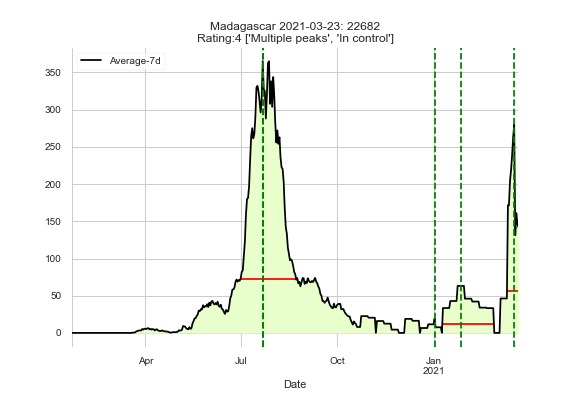 Madagascar 2021-03-23: 22682
Rating:4 ['Multiple peaks', 'In control']
Average-7d
350
300
250
200
150
100
50
0
Apr
Jul
Oct
Jan
2021
Date